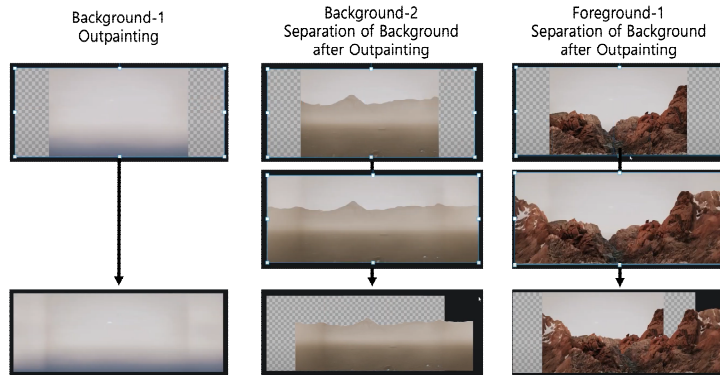 Background-1
Outpainting
Background-2
Separation of Background
after Outpainting
Foreground-1
Separation of Background
after Outpainting